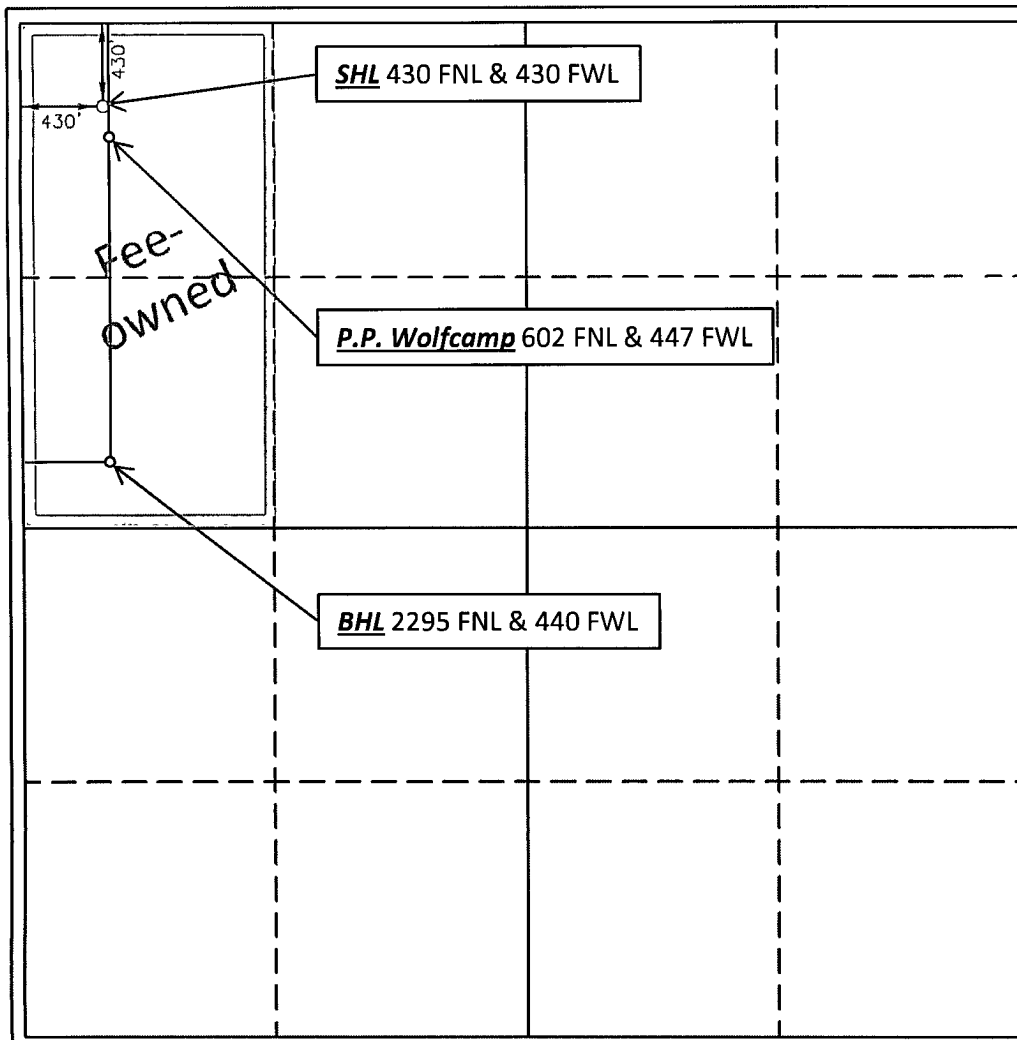 430'
SHL 430 FNL & 430 FWL
430'
Fee-
owned
P.P. Wolfcamp 602 FNL & 447 FWL
BHL 2295 FNL & 440 FWL